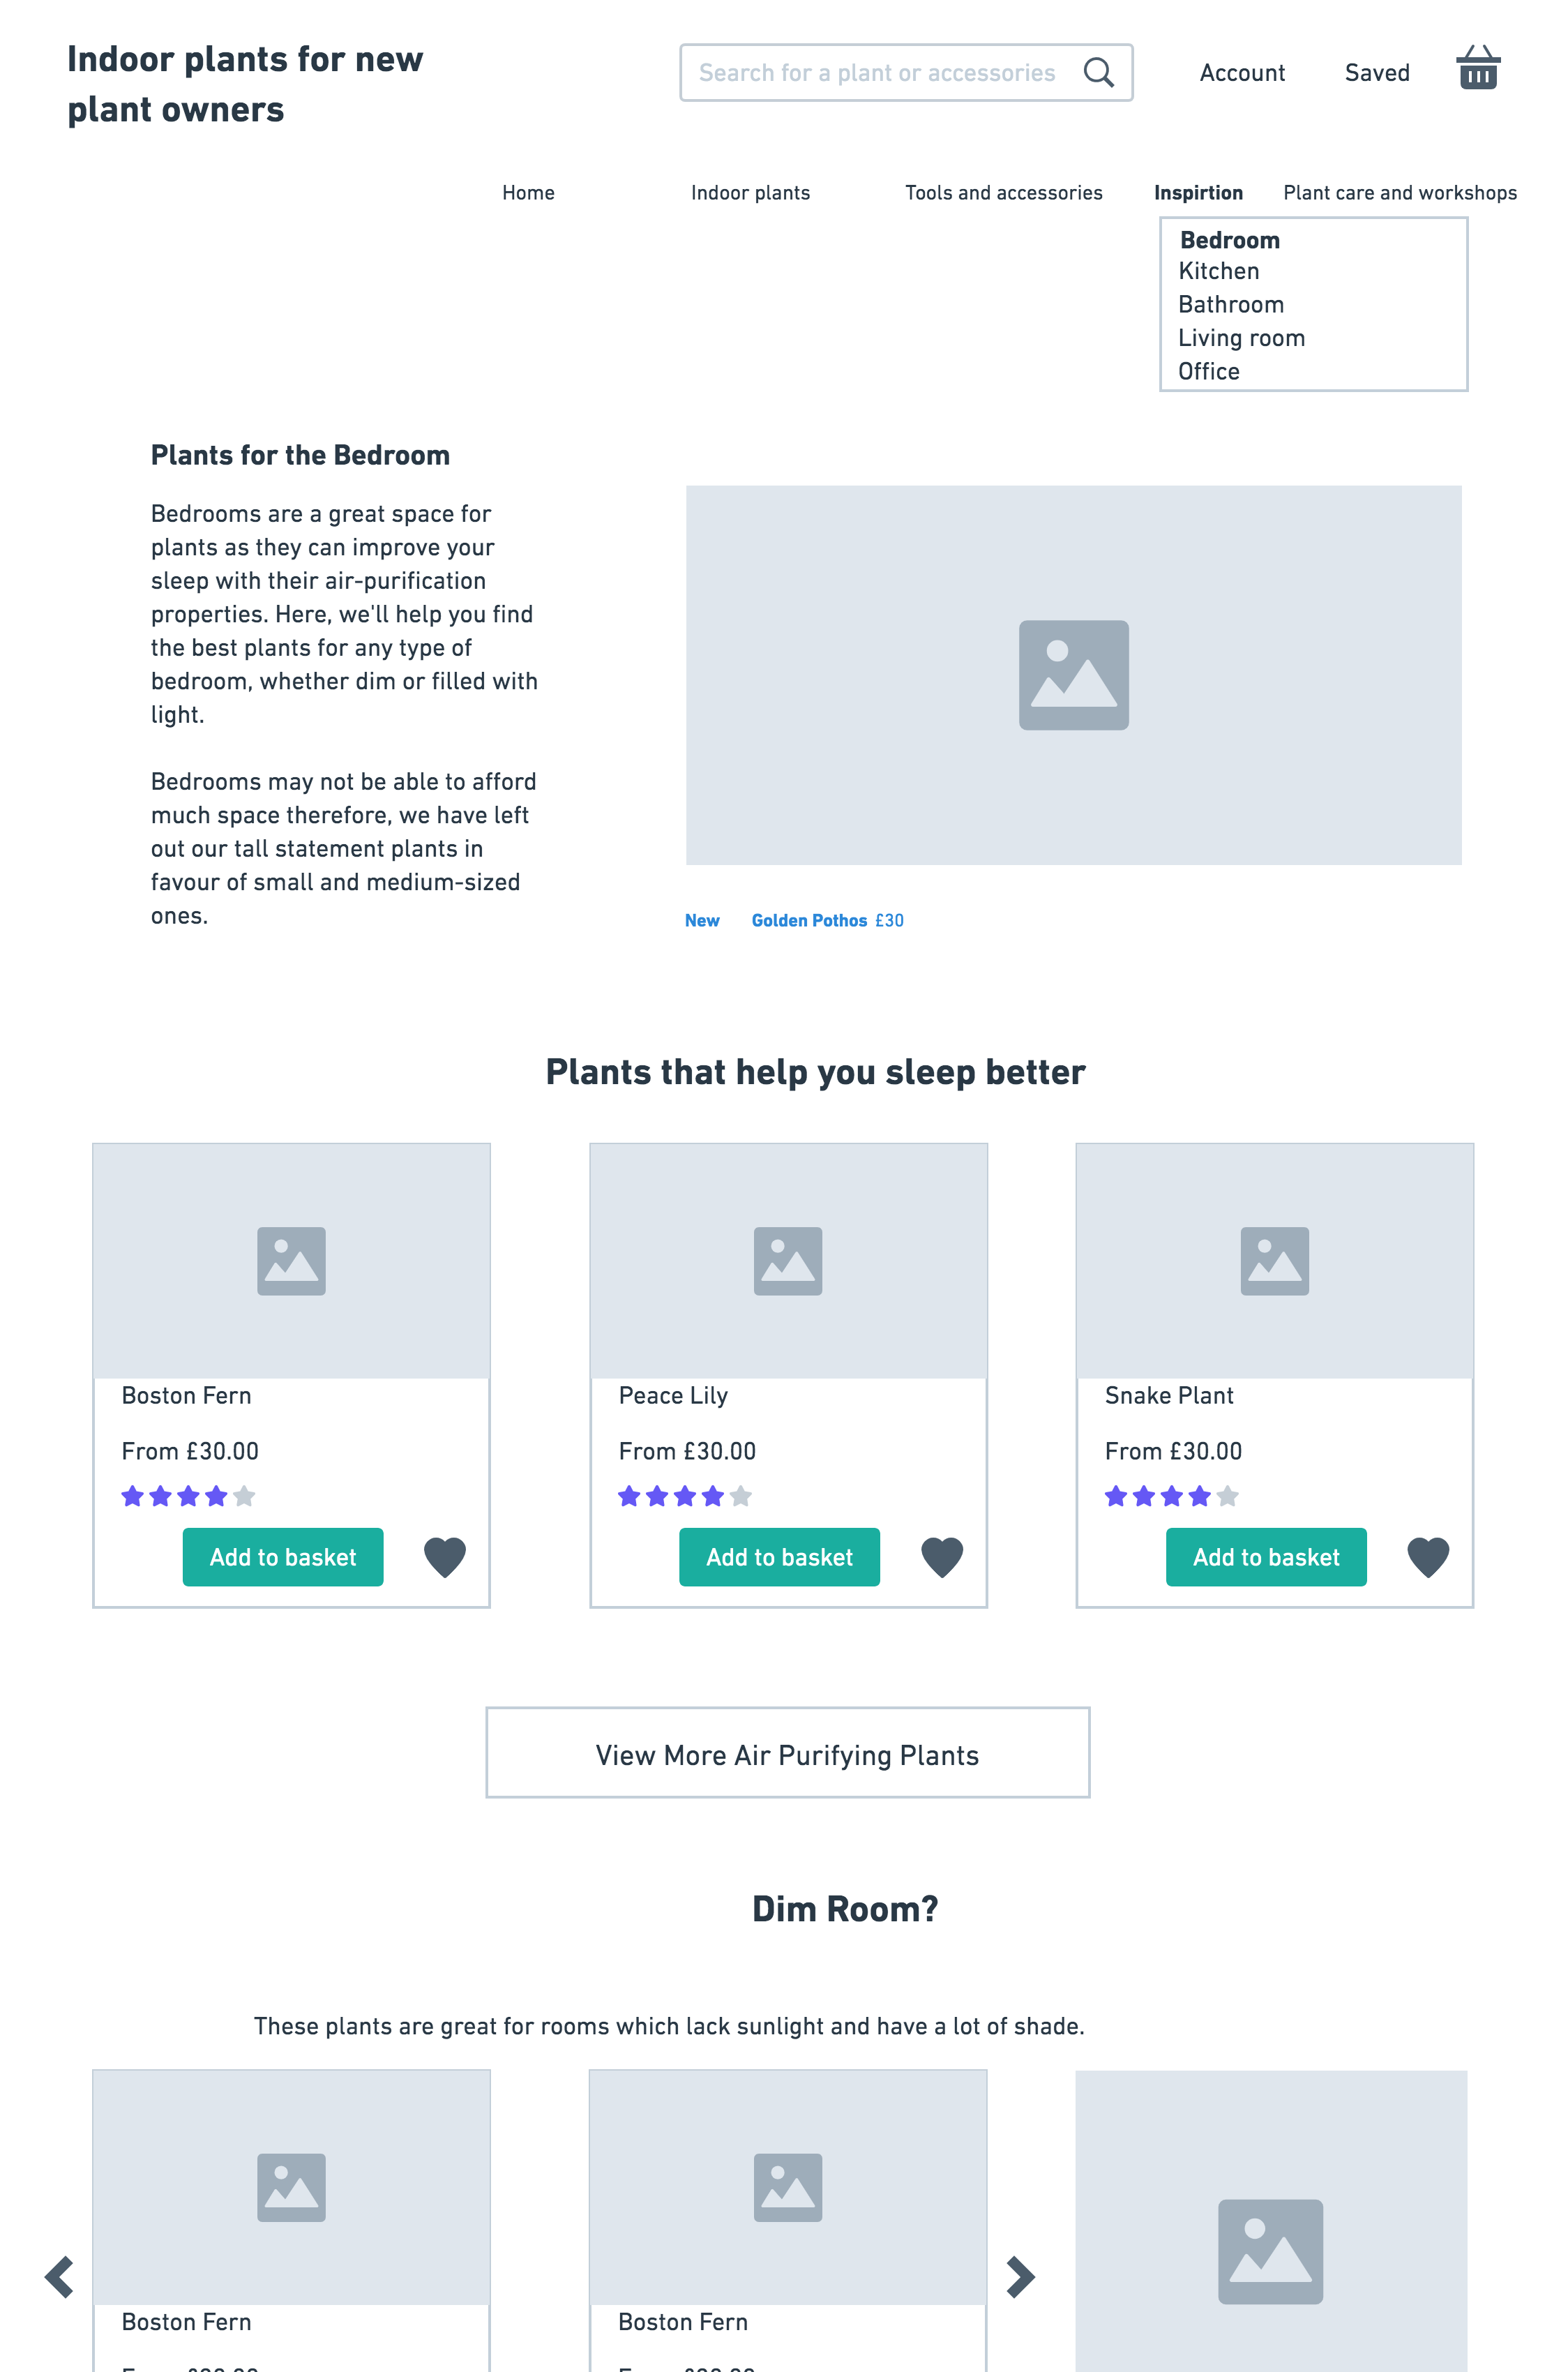 Indoor plants for new
plant owners
Search for a plant or accessories
Account
Saved
Home
Indoor plants
Tools and accessories
Inspirtion
Plant care and workshops
Bedroom
Kitchen
Bathroom
Living room
Office
Plants for the Bedroom
Bedrooms are a great space for
plants as they can improve your
sleep with their air-purification
properties. Here, we'll help you find
the best plants for any type of
bedroom, whether dim or filled with
light.
Bedrooms may not be able to afford
much space therefore, we have left
out our tall statement plants in
favour of small and medium-sized
ones.
New
Golden Pothos £30
Plants that help you sleep better
Boston Fern
From £30.00
Add to basket
Peace Lily
From £30.00
Add to basket
Snake Plant
From £30.00
Add to basket
View More Air Purifying Plants
Dim Room?
These plants are great for rooms which lack sunlight and have a lot of shade.
Boston Fern
Boston Fern